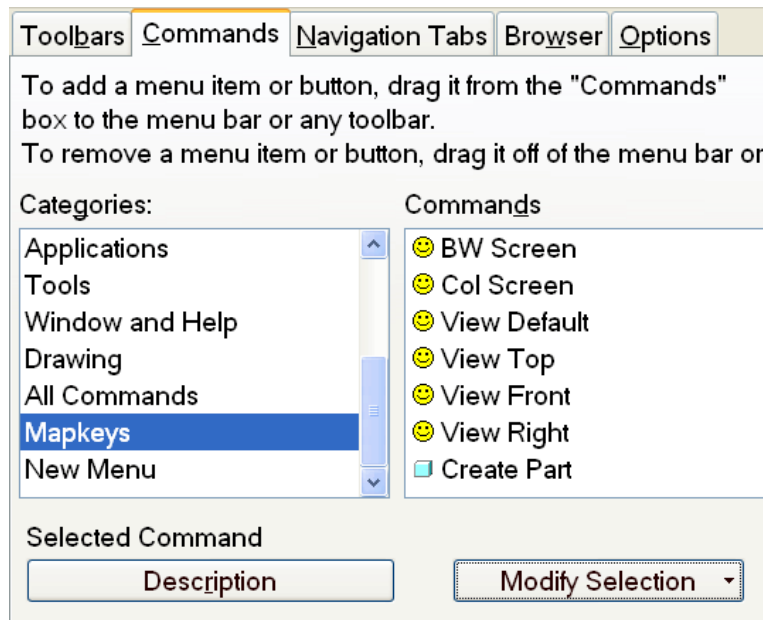 Toolbars Commands Navigation Tabs Browser Options
To add a menu item or button, drag it from the "Commands"
box to the menu bar or any toolbar.
To remove a menu item or button, drag it off of the menu bar or
Categories: Commands
Applications
Tools
Window and Help
Drawing
All Commands
Mapkeys
New Menu
BW Screen
Col Screen
View Default
View Top
View Front
View Right
Create Part
Selected Command
Description Modify Selection